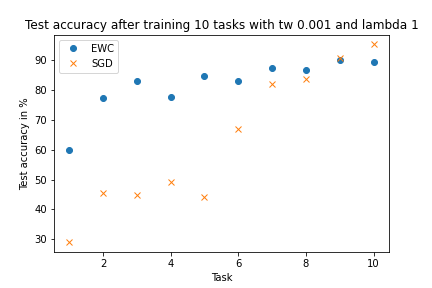 Test accuracy after training 10 tasks with tw 0.001 and lambda 1
EWC
SGD
90
80
70
60
50
40
30
Test accuracy in %
2
4
6
8
10
Task